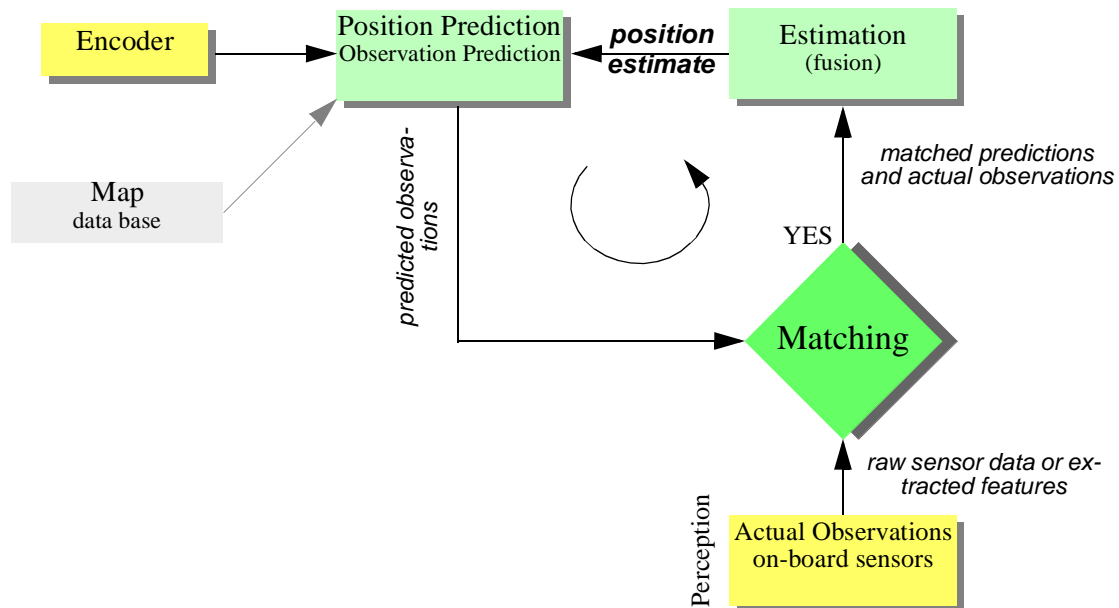 Encoder
Position Prediction
Observation Prediction
position
estimate
Estimation
(fusion)
Map
data base
predicted observa-
tions
matched predictions
and actual observations
YES
Matching
raw sensor data or ex-
tracted features
Perception
Actual Observations
on-board sensors